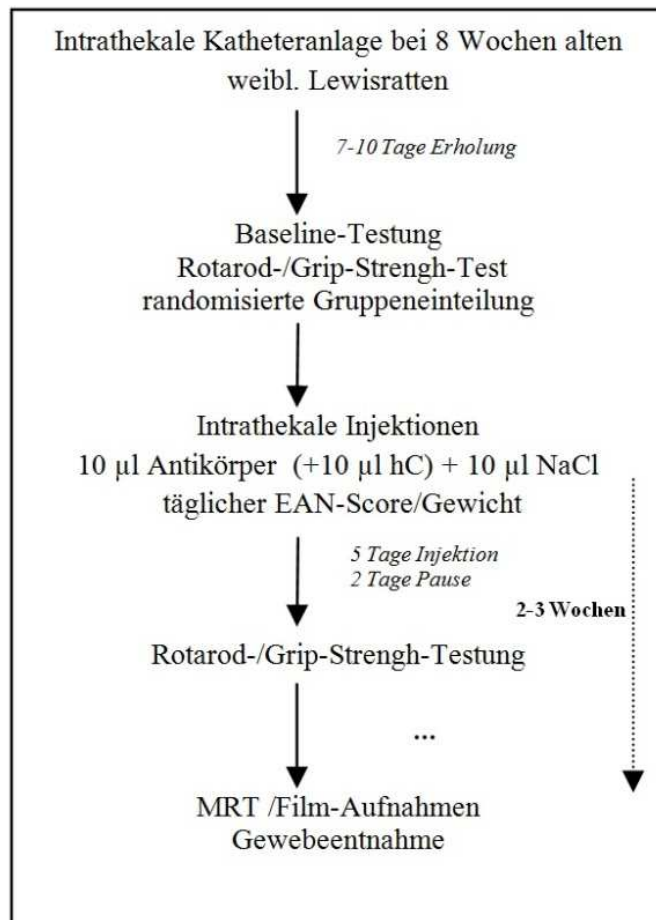 Intrathekale Katheteranlage bei 8 Wochen alten
weibl. Lewisratten
7-10 Tage Erholung
Baseline-Testung
Rotarod-/Grip-Strengh-Test
randomisierte Gruppeneinteilung
Intrathekale Injektionen
10 µl Antikörper (+10 µl hC) + 10 µl NaCl
täglicher EAN-Score/Gewicht
5 Tage Injektion
2 Tage Pause
2-3 Wochen
Rotarod-/Grip-Strengh-Testung
...
MRT /Film-Aufnahmen
Gewebeentnahme